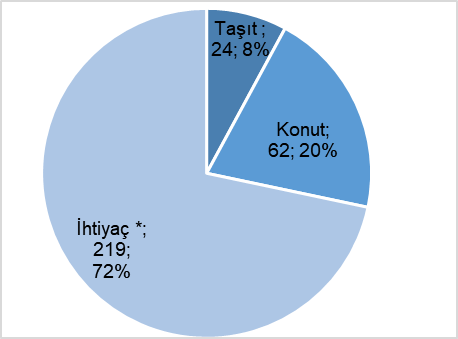 Taşıt ;
24; 8%
Konut;
62; 20%
İhtiyaç *;
219;
72%